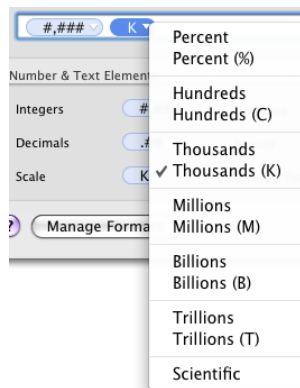 #,### K
Percent
Percent (%)
Number & Text Element
Hundreds
Hundreds (C)
Integers #
Thousands
Decimals .#
Thousands (K)
Scale K
Millions
Millions (M)
? Manage Forma
Billions
Billions (B)
Trillions
Trillions (T)
Scientific